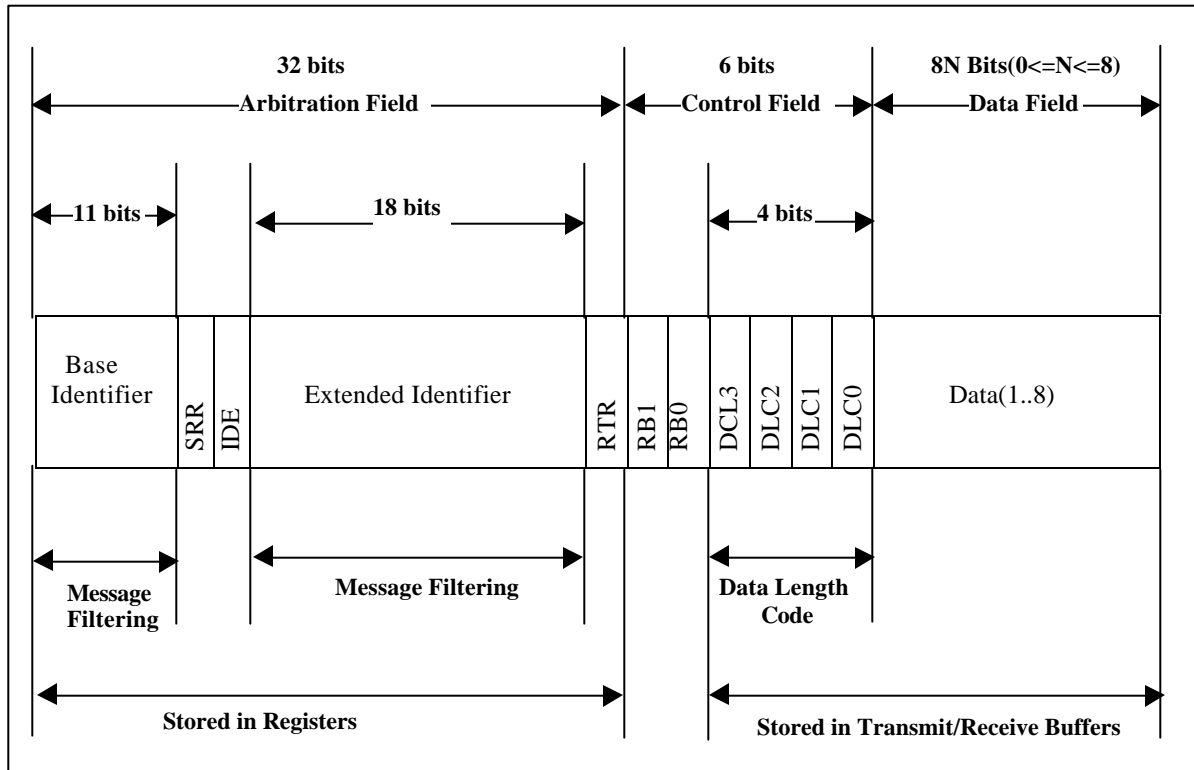 32 bits
6 bits
8N Bits(0<=N<=8)
Arbitration Field
Control Field
Data Field
11 bits
18 bits
4 bits
Base
Identifier
SRR
IDE
Extended Identifier
RTR
RB1
RB0
DCL3
DLC2
DLC1
DLC0
Data(1..8)
Message
Filtering
Message Filtering
Data Length
Code
Stored in Registers
Stored in Transmit/Receive Buffers